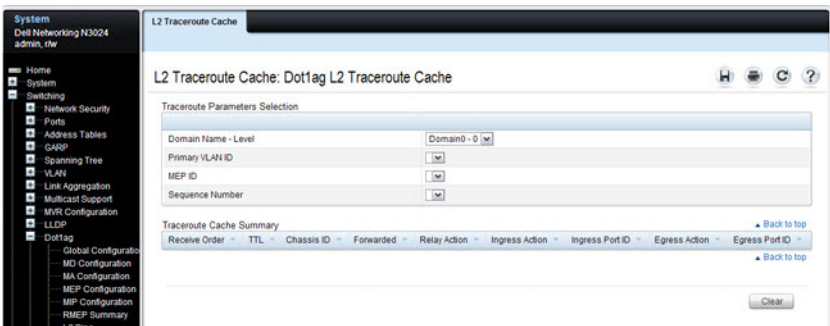 System
Dell Networking N3024
admin, r/w
Home
System
Switching
Network Security
Ports
Address Tables
GARP
Spanning Tree
VLAN
Link Aggregation
Multicast Support
MVR Configuration
LLDP
Dot1ag
Global Configuratio
MD Configuration
MA Configuration
MEP Configuration
MIP Configuration
RMEP Summary
L2 Ping
L2 Traceroute Cache
L2 Traceroute Cache: Dot1ag L2 Traceroute Cache
Traceroute Parameters Selection
Domain Name - Level Domain0 - 0
Primary VLAN ID
MEP ID
Sequence Number
Traceroute Cache Summary Back to top
Receive Order TTL Chassis ID Forwarded Relay Action Ingress Action Ingress Port ID Egress Action Egress Port ID
Back to top
Clear